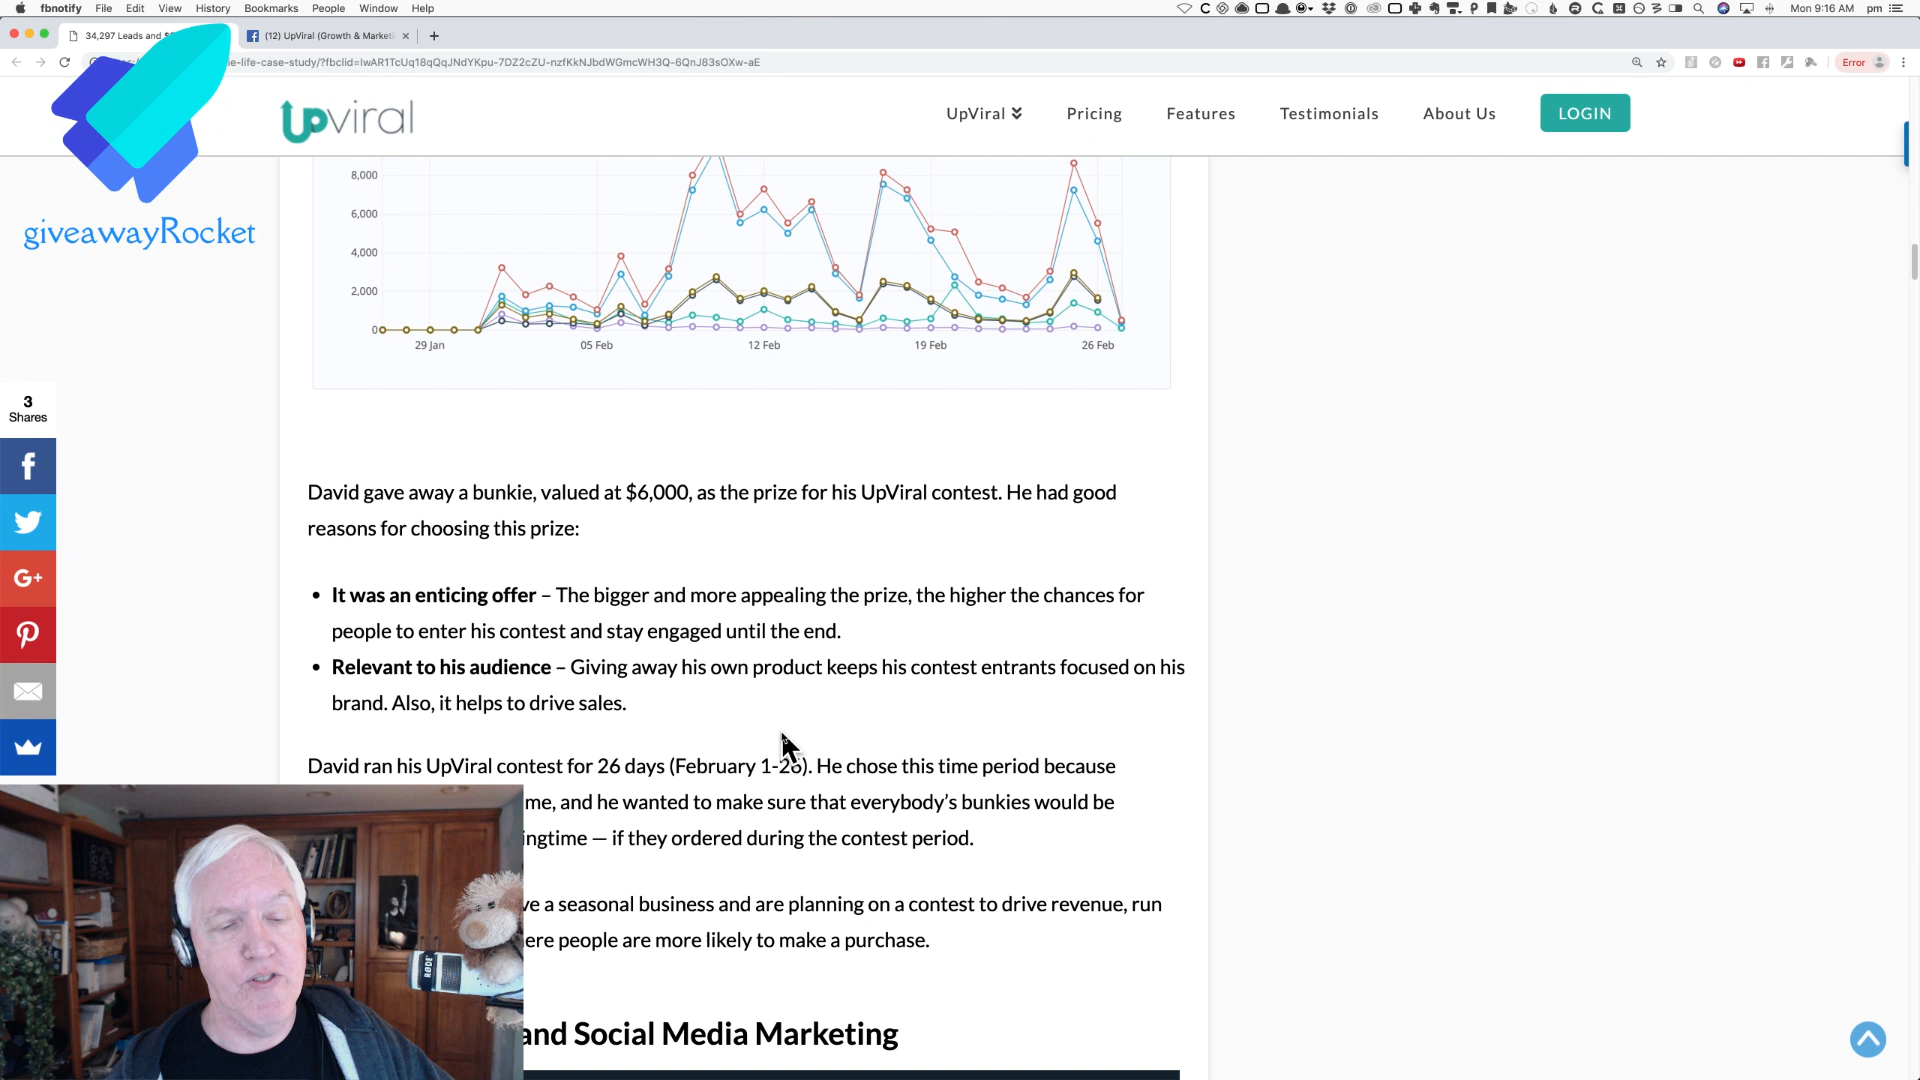 fbnotify File Edit View History Bookmarks People Window Help
Mon 9:16 AM pm
34,297 Leads and
(12) UpViral (Growth & Marketi
e-life-case-study/?fbclid=IwAR1TcUq18qQqJNdYKpu-7DZ2cZU-nzfKkNJbdWGmcWH3Q-6QnJ83sOXw-aE
Error
giveawayRocket
upviral
UpViral Pricing Features Testimonials About Us LOGIN
8,000
6,000
4,000
2,000
0
29 Jan 05 Feb 12 Feb 19 Feb 26 Feb
3
Shares
David gave away a bunkie, valued at $6,000, as the prize for his UpViral contest. He had good
reasons for choosing this prize:
• It was an enticing offer – The bigger and more appealing the prize, the higher the chances for
people to enter his contest and stay engaged until the end.
• Relevant to his audience – Giving away his own product keeps his contest entrants focused on his
brand. Also, it helps to drive sales.
David ran his UpViral contest for 26 days (February 1-26). He chose this time period because
me, and he wanted to make sure that everybody's bunkies would be
ingtime — if they ordered during the contest period.
ve a seasonal business and are planning on a contest to drive revenue, run
ere people are more likely to make a purchase.
and Social Media Marketing
RØDE